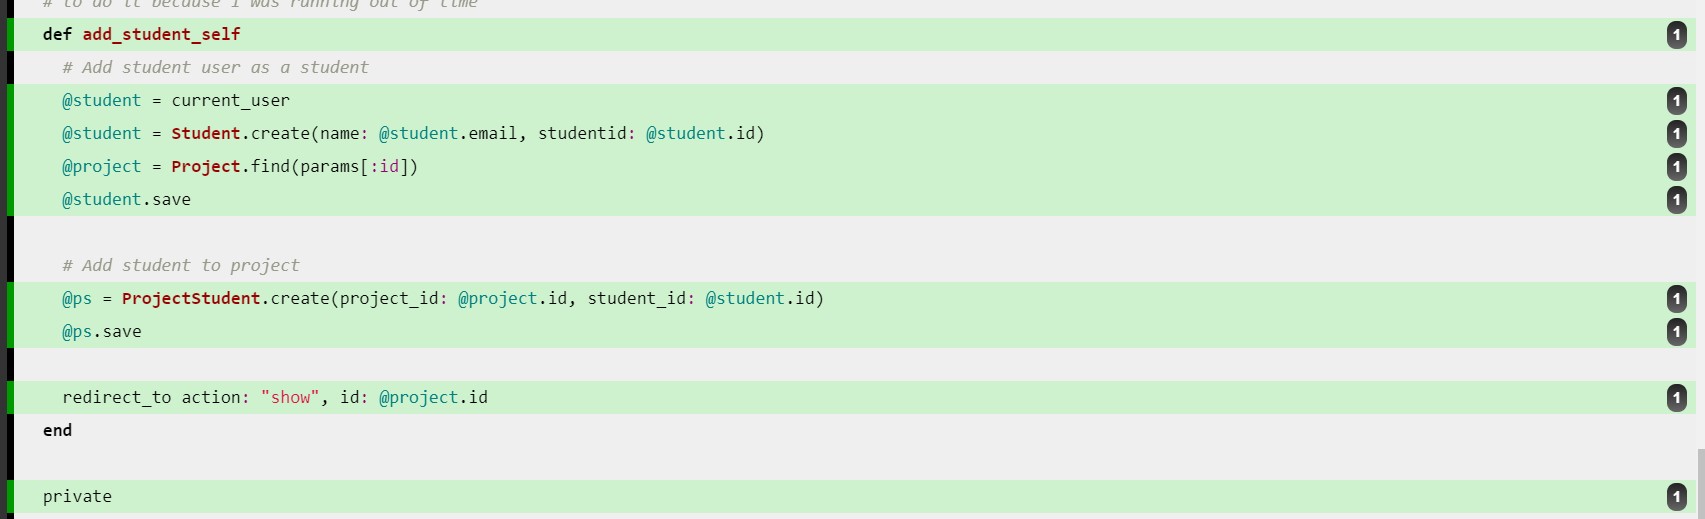 # to do it because I was running out of time
def add_student_self 1
# Add student user as a student
@student = current_user 1
@student = Student.create(name: @student.email, studentid: @student.id) 1
@project = Project.find(params[:id]) 1
@student.save 1
# Add student to project
@ps = ProjectStudent.create(project_id: @project.id, student_id: @student.id) 1
@ps.save 1
redirect_to action: "show", id: @project.id 1
end
private 1